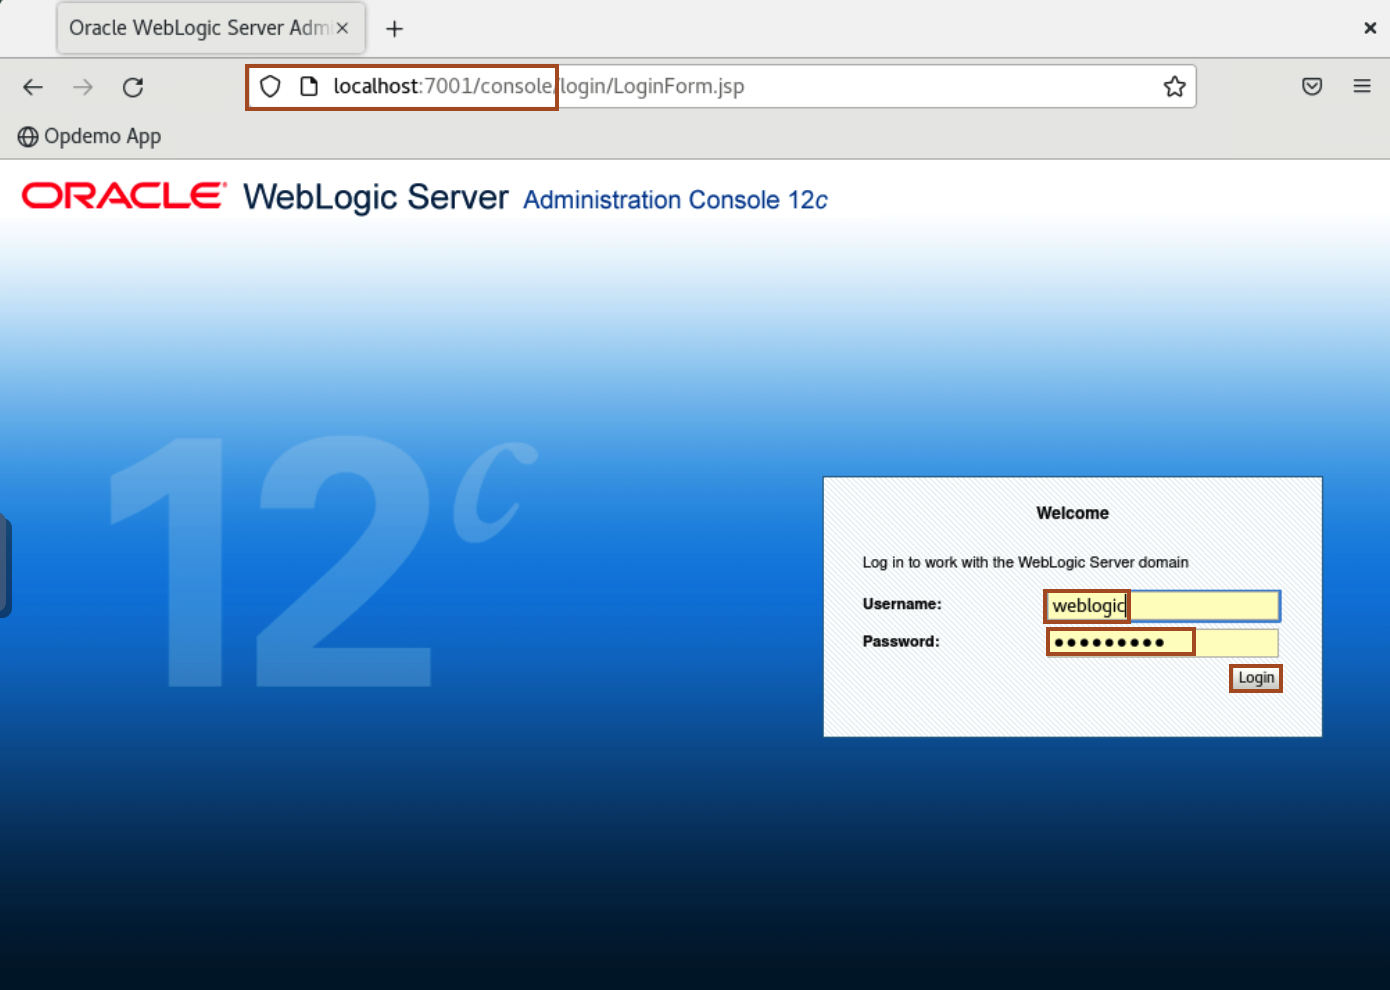 Oracle WebLogic Server Admi
localhost:7001/console/login/LoginForm.jsp
Opdemo App
ORACLE WebLogic Server Administration Console 12c
12c
Welcome
Log in to work with the WebLogic Server domain
Username: weblogic
Password: •••••••••
Login